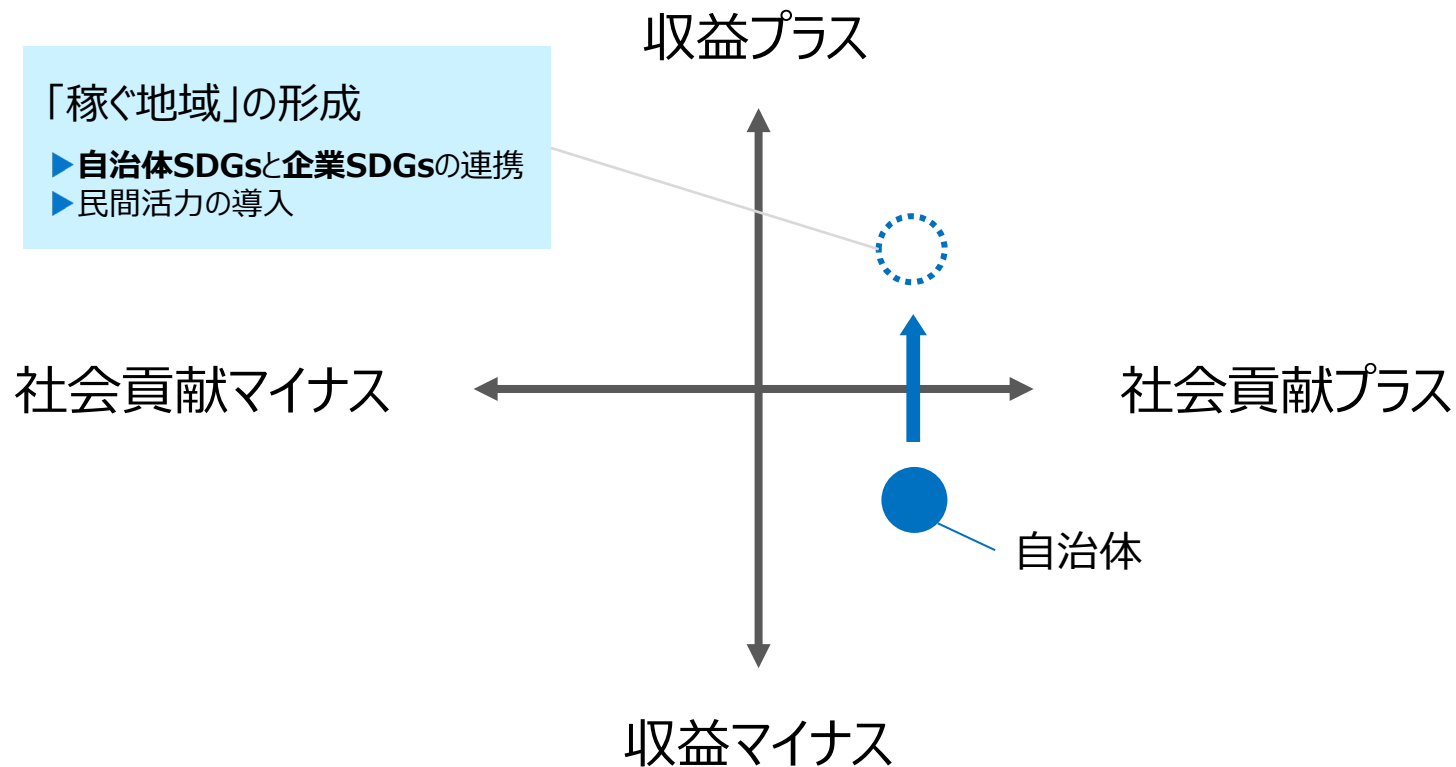 収益プラス
「稼ぐ地域」の形成
▶自治体SDGsと企業SDGsの連携
▶民間活力の導入
社会貢献マイナス
社会貢献プラス
自治体
収益マイナス